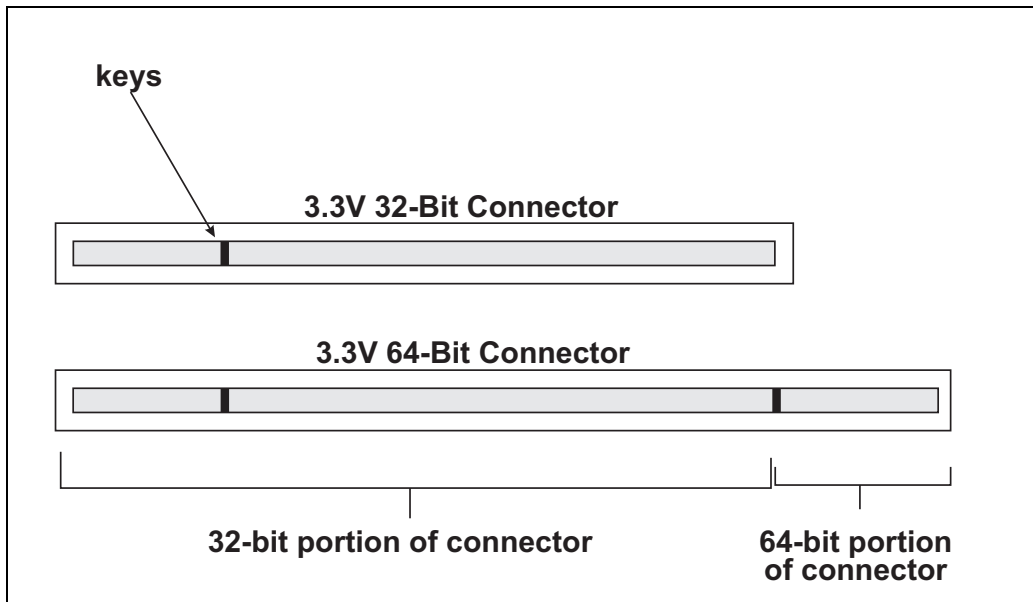 keys
3.3V 32-Bit Connector
3.3V 64-Bit Connector
32-bit portion of connector
64-bit portion
of connector